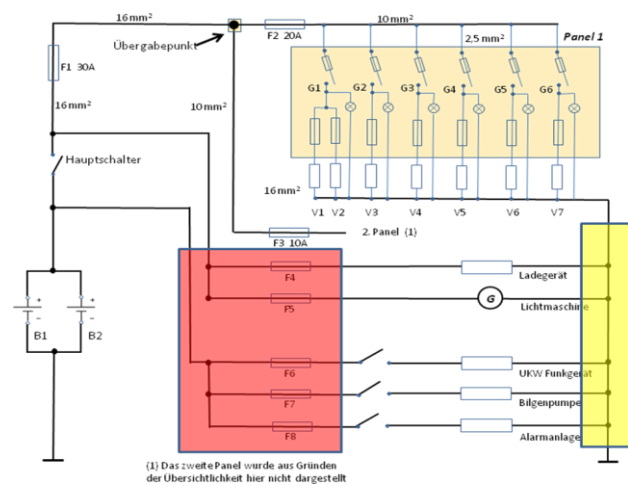 16mm²
10mm²
Panel 1
Übergabepunkt
F2 20A
2,5 mm²
F1 30A
G1
G2
G3
G4
G5
G6
16mm²
10mm²
Hauptschalter
16mm²
V1
V2
V3
V4
V5
V6
V7
2. Panel (1)
F3 10A
F4
Ladegerät
F5
G
Lichtmaschine
+
+
−
−
B1
B2
F6
UKW Funkgerät
F7
Bilgenpumpe
F8
Alarmanlage
(1) Das zweite Panel wurde aus Gründen
der Übersichtlichkeit hier nicht dargestellt